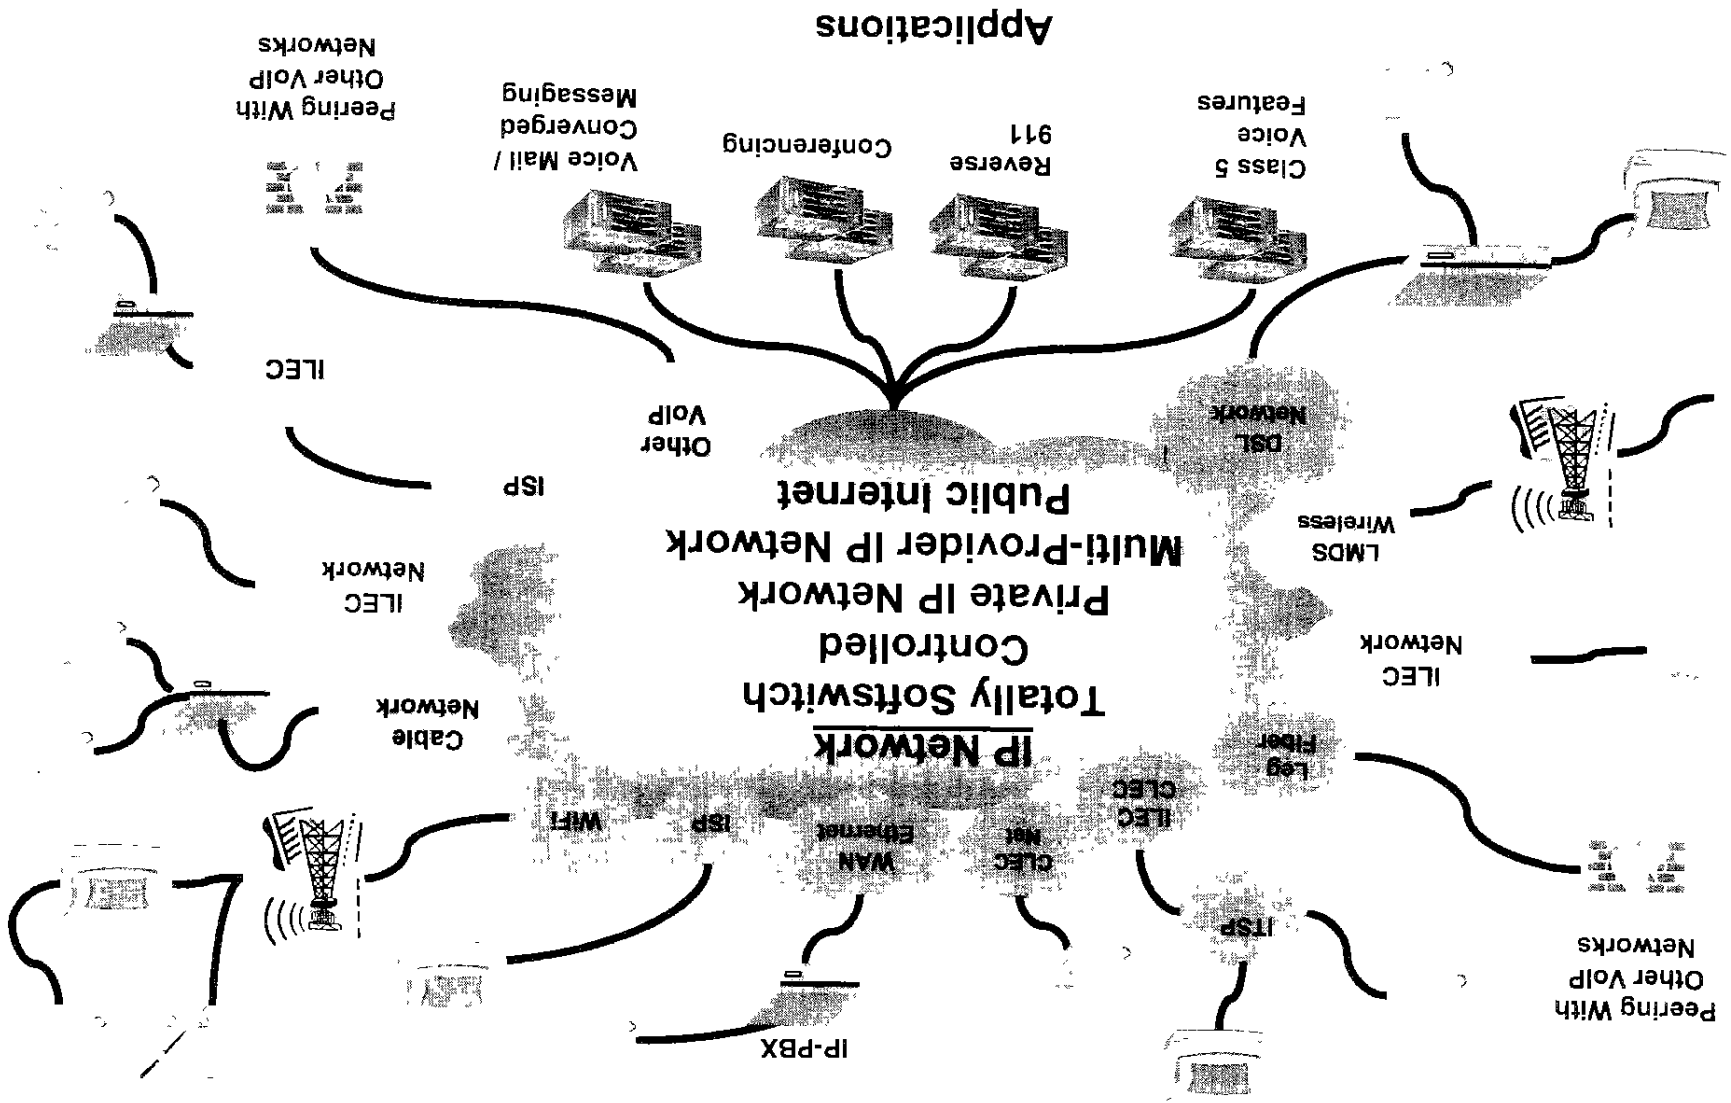 IP-PBX
Peering With
Other VoIP
Networks
ITSP
ILEC
CLEC
CLEC
Net
WAN
Ethernet
ISP
WiFi
Leg
Fiber
IP Network
Totally Softswitch
Controlled
Private IP Network
Multi-Provider IP Network
Public Internet
Cable
Network
ILEC
Network
ILEC
Network
LMDS
Wireless
ISP
DSL
Network
Other
VoIP
ILEC
Class 5
Voice
Features
Reverse
911
Conferencing
Voice Mail /
Converged
Messaging
Peering With
Other VoIP
Networks
Applications